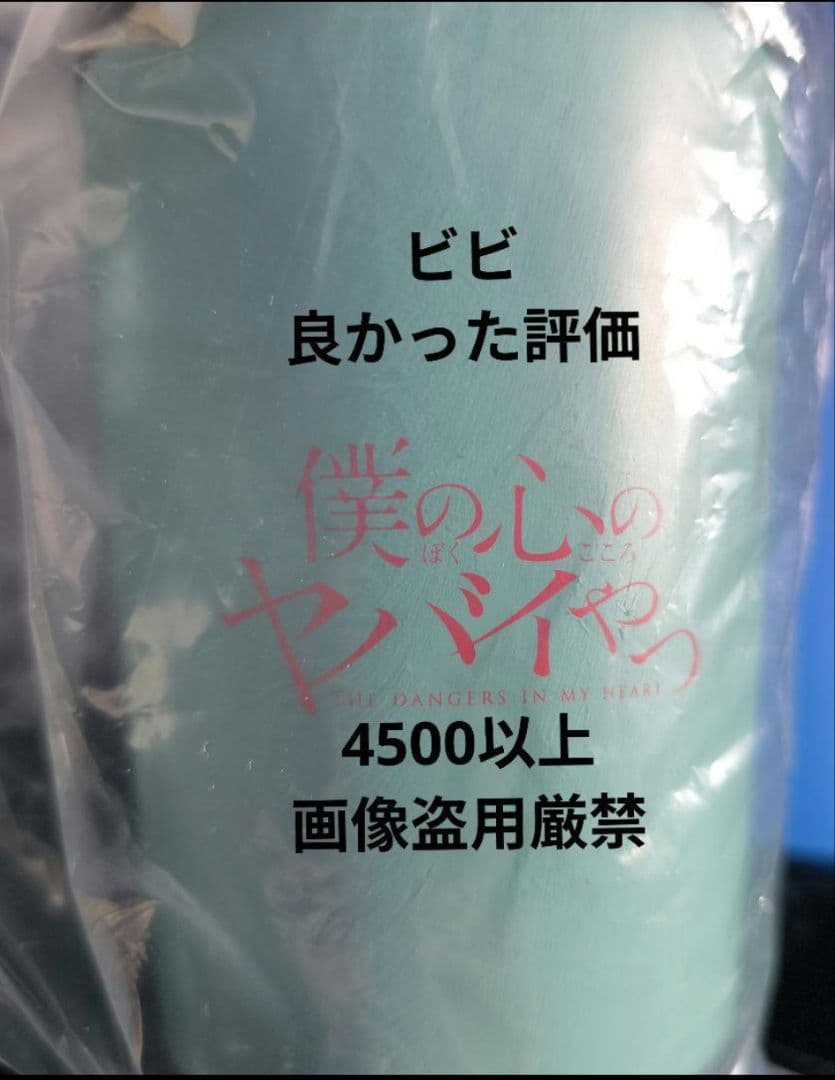 ビビ
良かった評価
僕の心の
ぼく こころ
ヤバイやつ
THE DANGERS IN MY HEART
4500以上
画像盗用厳禁